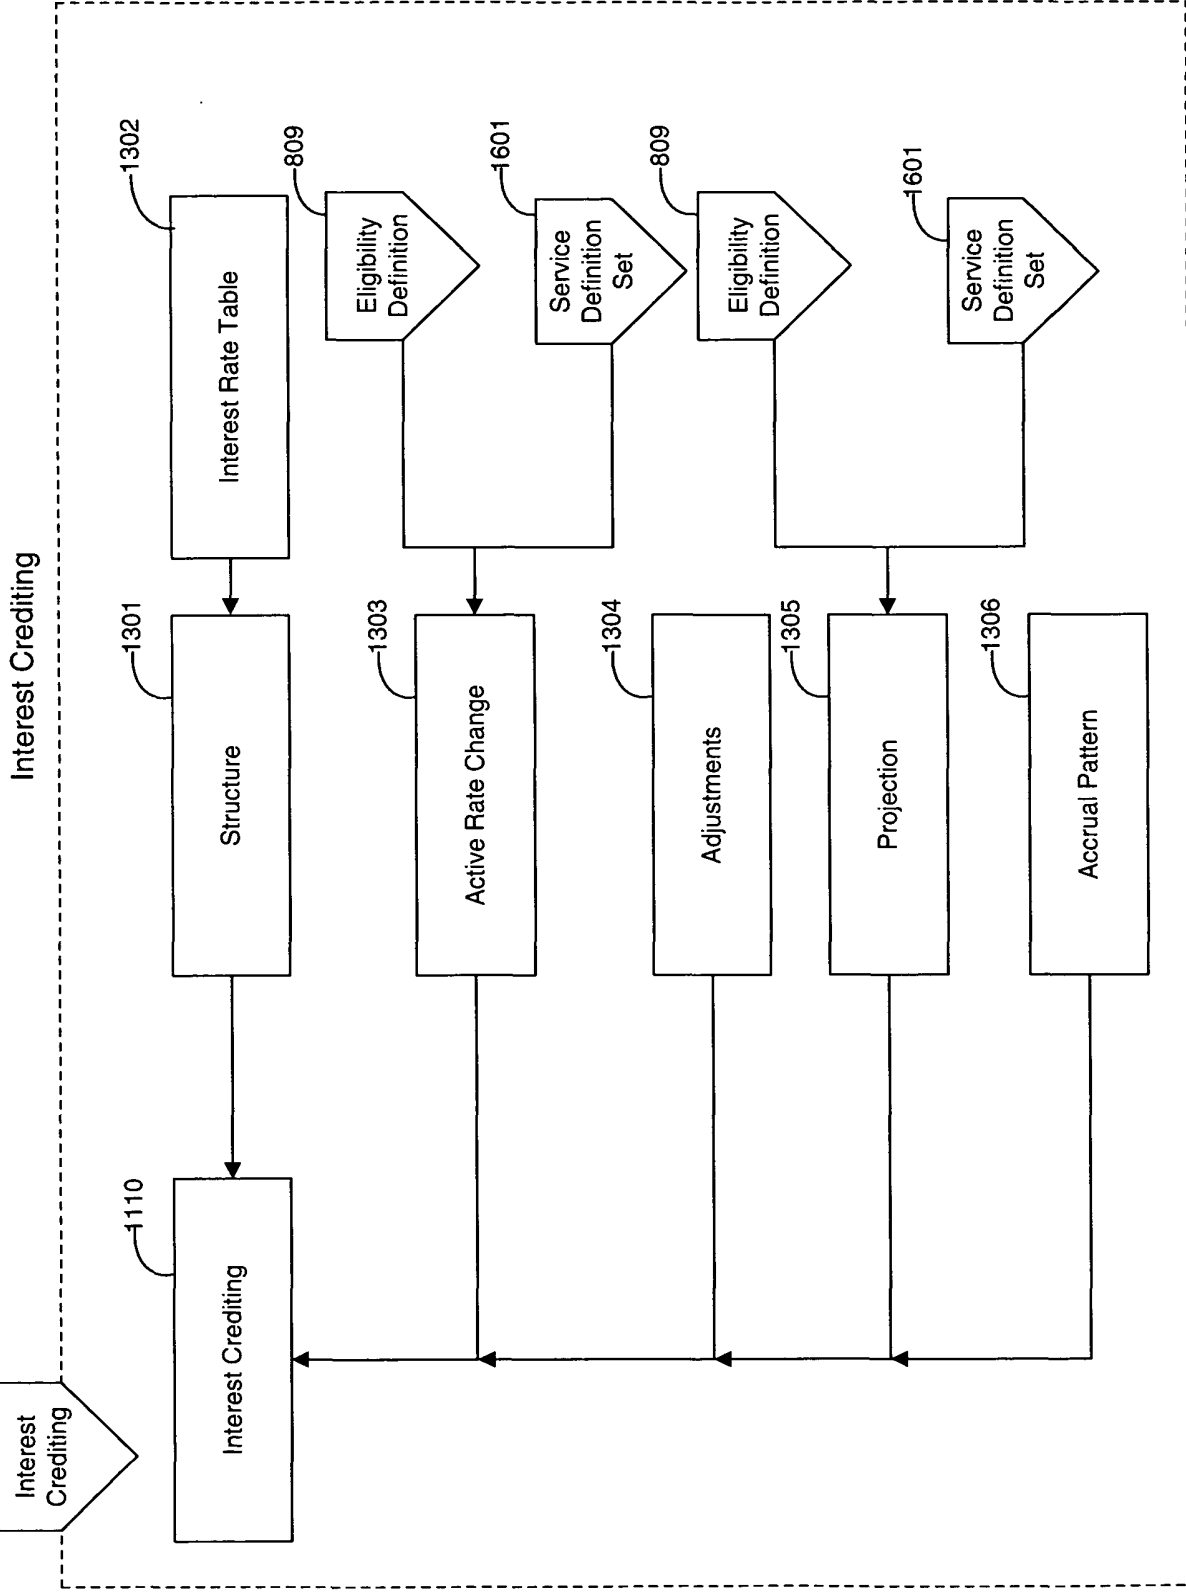 Interest Crediting
Interest
Crediting
1110
Interest Crediting
1301
Structure
1302
Interest Rate Table
1303
Active Rate Change
809
Eligibility
Definition
1601
Service
Definition
Set
1304
Adjustments
1305
Projection
809
Eligibility
Definition
1601
Service
Definition
Set
1306
Accrual Pattern